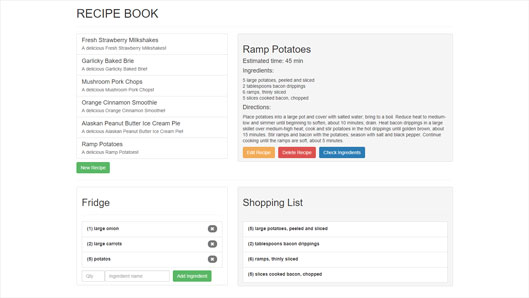 RECIPE BOOK
Fresh Strawberry Milkshakes
A delicious Fresh Strawberry Milkshakes!
Garlicky Baked Brie
A delicious Garlicky Baked Brie!
Mushroom Pork Chops
A delicious Mushroom Pork Chops!
Orange Cinnamon Smoothie
A delicious Orange Cinnamon Smoothie!
Alaskan Peanut Butter Ice Cream Pie
A delicious Alaskan Peanut Butter Ice Cream Pie!
Ramp Potatoes
A delicious Ramp Potatoes!
New Recipe
Ramp Potatoes
Estimated time: 45 min
Ingredients:
5 large potatoes, peeled and sliced
2 tablespoons bacon drippings
6 ramps, thinly sliced
5 slices cooked bacon, chopped
Directions:
Place potatoes into a large pot and cover with salted water; bring to a boil. Reduce heat to medium-
low and simmer until beginning to soften, about 10 minutes; drain. Heat bacon drippings in a large
skillet over medium-high heat; cook and stir potatoes in the hot drippings until golden brown, about
15 minutes. Stir ramps and bacon with the potatoes; season with salt and black pepper. Continue
cooking until the ramps are soft, about 5 minutes.
Edit Recipe
Delete Recipe
Check Ingredients
Fridge
(1) large onion
(2) large carrots
(5) potatos
Qty
Ingredient name
Add Ingredient
Shopping List
(5) large potatoes, peeled and sliced
(2) tablespoons bacon drippings
(6) ramps, thinly sliced
(5) slices cooked bacon, chopped